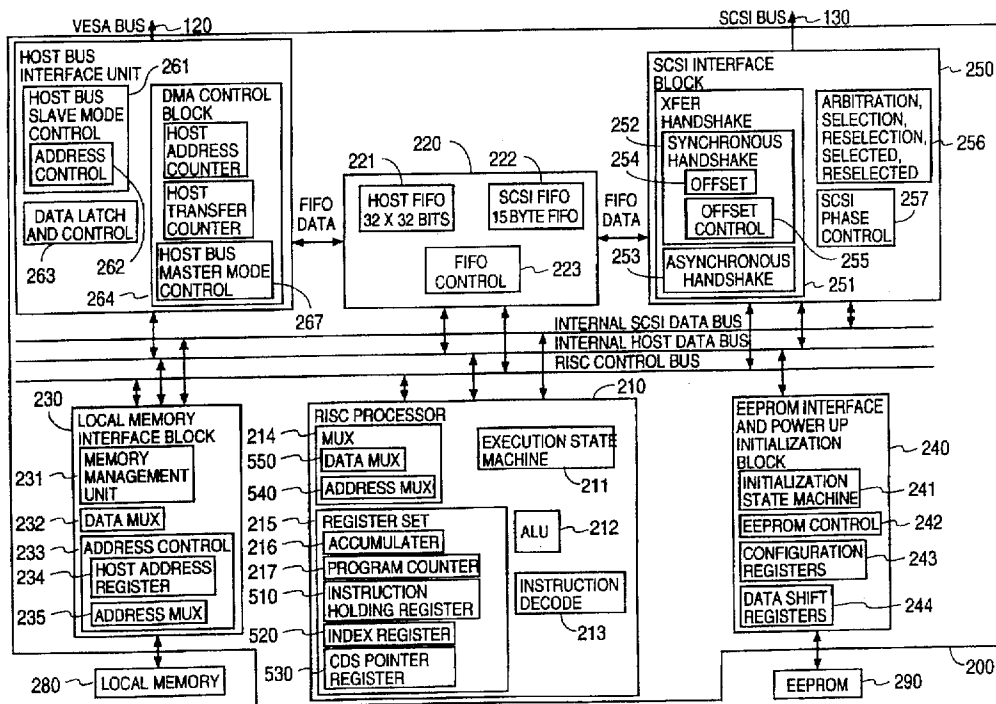 VESA BUS
120
SCSI BUS
130
HOST BUS
INTERFACE UNIT
261
HOST BUS
SLAVE MODE
CONTROL
ADDRESS
CONTROL
DATA LATCH
AND CONTROL
263
262
264
DMA CONTROL
BLOCK
HOST
ADDRESS
COUNTER
HOST
TRANSFER
COUNTER
HOST BUS
MASTER MODE
CONTROL
267
FIFO
DATA
220
221
222
HOST FIFO
32 X 32 BITS
SCSI FIFO
15 BYTE FIFO
FIFO
CONTROL
223
FIFO
DATA
SCSI INTERFACE
BLOCK
250
XFER
HANDSHAKE
252
SYNCHRONOUS
HANDSHAKE
254
OFFSET
OFFSET
CONTROL
253
255
ASYNCHRONOUS
HANDSHAKE
251
ARBITRATION,
SELECTION,
RESELECTION,
SELECTED,
RESELECTED
256
SCSI
PHASE
CONTROL
257
INTERNAL SCSI DATA BUS
INTERNAL HOST DATA BUS
RISC CONTROL BUS
230
LOCAL MEMORY
INTERFACE BLOCK
231
MEMORY
MANAGEMENT
UNIT
232
DATA MUX
233
ADDRESS CONTROL
234
HOST ADDRESS
REGISTER
235
ADDRESS MUX
280
LOCAL MEMORY
210
RISC PROCESSOR
214
MUX
550
DATA MUX
540
ADDRESS MUX
EXECUTION STATE
MACHINE
211
215
REGISTER SET
216
ACCUMULATER
217
PROGRAM COUNTER
510
INSTRUCTION
HOLDING REGISTER
520
INDEX REGISTER
530
CDS POINTER
REGISTER
ALU
212
INSTRUCTION
DECODE
213
EEPROM INTERFACE
AND POWER UP
INITIALIZATION
BLOCK
240
INITIALIZATION
STATE MACHINE
241
EEPROM CONTROL
242
CONFIGURATION
REGISTERS
243
DATA SHIFT
REGISTERS
244
200
EEPROM
290